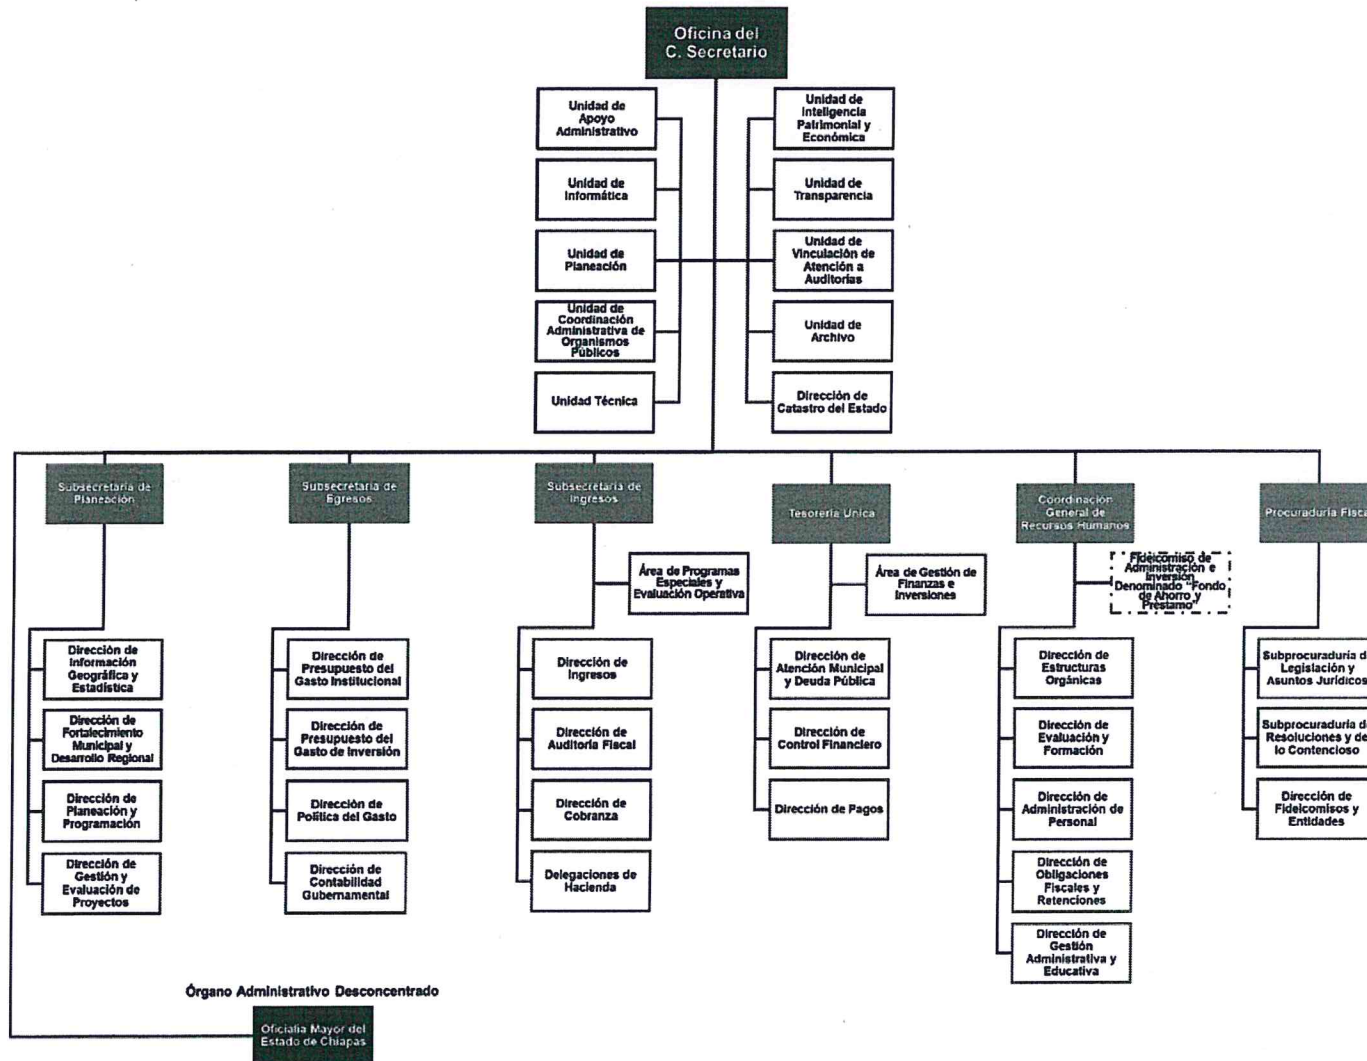 Oficina del
C. Secretario
Unidad de
Apoyo
Administrativo
Unidad de
Inteligencia
Patrimonial y
Económica
Unidad de
Informática
Unidad de
Transparencia
Unidad de
Planeación
Unidad de
Vinculación de
Atención a
Auditorías
Unidad de
Coordinación
Administrativa de
Organismos
Públicos
Unidad de
Archivo
Unidad Técnica
Dirección de
Catastro del Estado
Subsecretaría de
Planeación
Subsecretaría de
Egresos
Subsecretaría de
Ingresos
Tesorería Unica
Coordinación
General de
Recursos Humanos
Procuraduría Fisca
Área de Programas
Especiales y
Evaluación Operativa
Área de Gestión de
Finanzas e
Inversiones
Fideicomiso de
Administración e
Inversión
Denominado "Fondo
de Ahorro y
Préstamo"
Dirección de
Información
Geográfica y
Estadística
Dirección de
Fortalecimiento
Municipal y
Desarrollo Regional
Dirección de
Planeación y
Programación
Dirección de
Gestión y
Evaluación de
Proyectos
Dirección de
Presupuesto del
Gasto Institucional
Dirección de
Presupuesto del
Gasto de Inversión
Dirección de
Política del Gasto
Dirección de
Contabilidad
Gubernamental
Dirección de
Ingresos
Dirección de
Auditoría Fiscal
Dirección de
Cobranza
Delegaciones de
Hacienda
Dirección de
Atención Municipal
y Deuda Pública
Dirección de
Control Financiero
Dirección de Pagos
Dirección de
Estructuras
Orgánicas
Dirección de
Evaluación y
Formación
Dirección de
Administración de
Personal
Dirección de
Obligaciones
Fiscales y
Retenciones
Dirección de
Gestión
Administrativa y
Educativa
Subprocuraduría de
Legislación y
Asuntos Jurídicos
Subprocuraduría de
Resoluciones y de
lo Contencioso
Dirección de
Fideicomisos y
Entidades
Órgano Administrativo Desconcentrado
Oficialía Mayor del
Estado de Chiapas